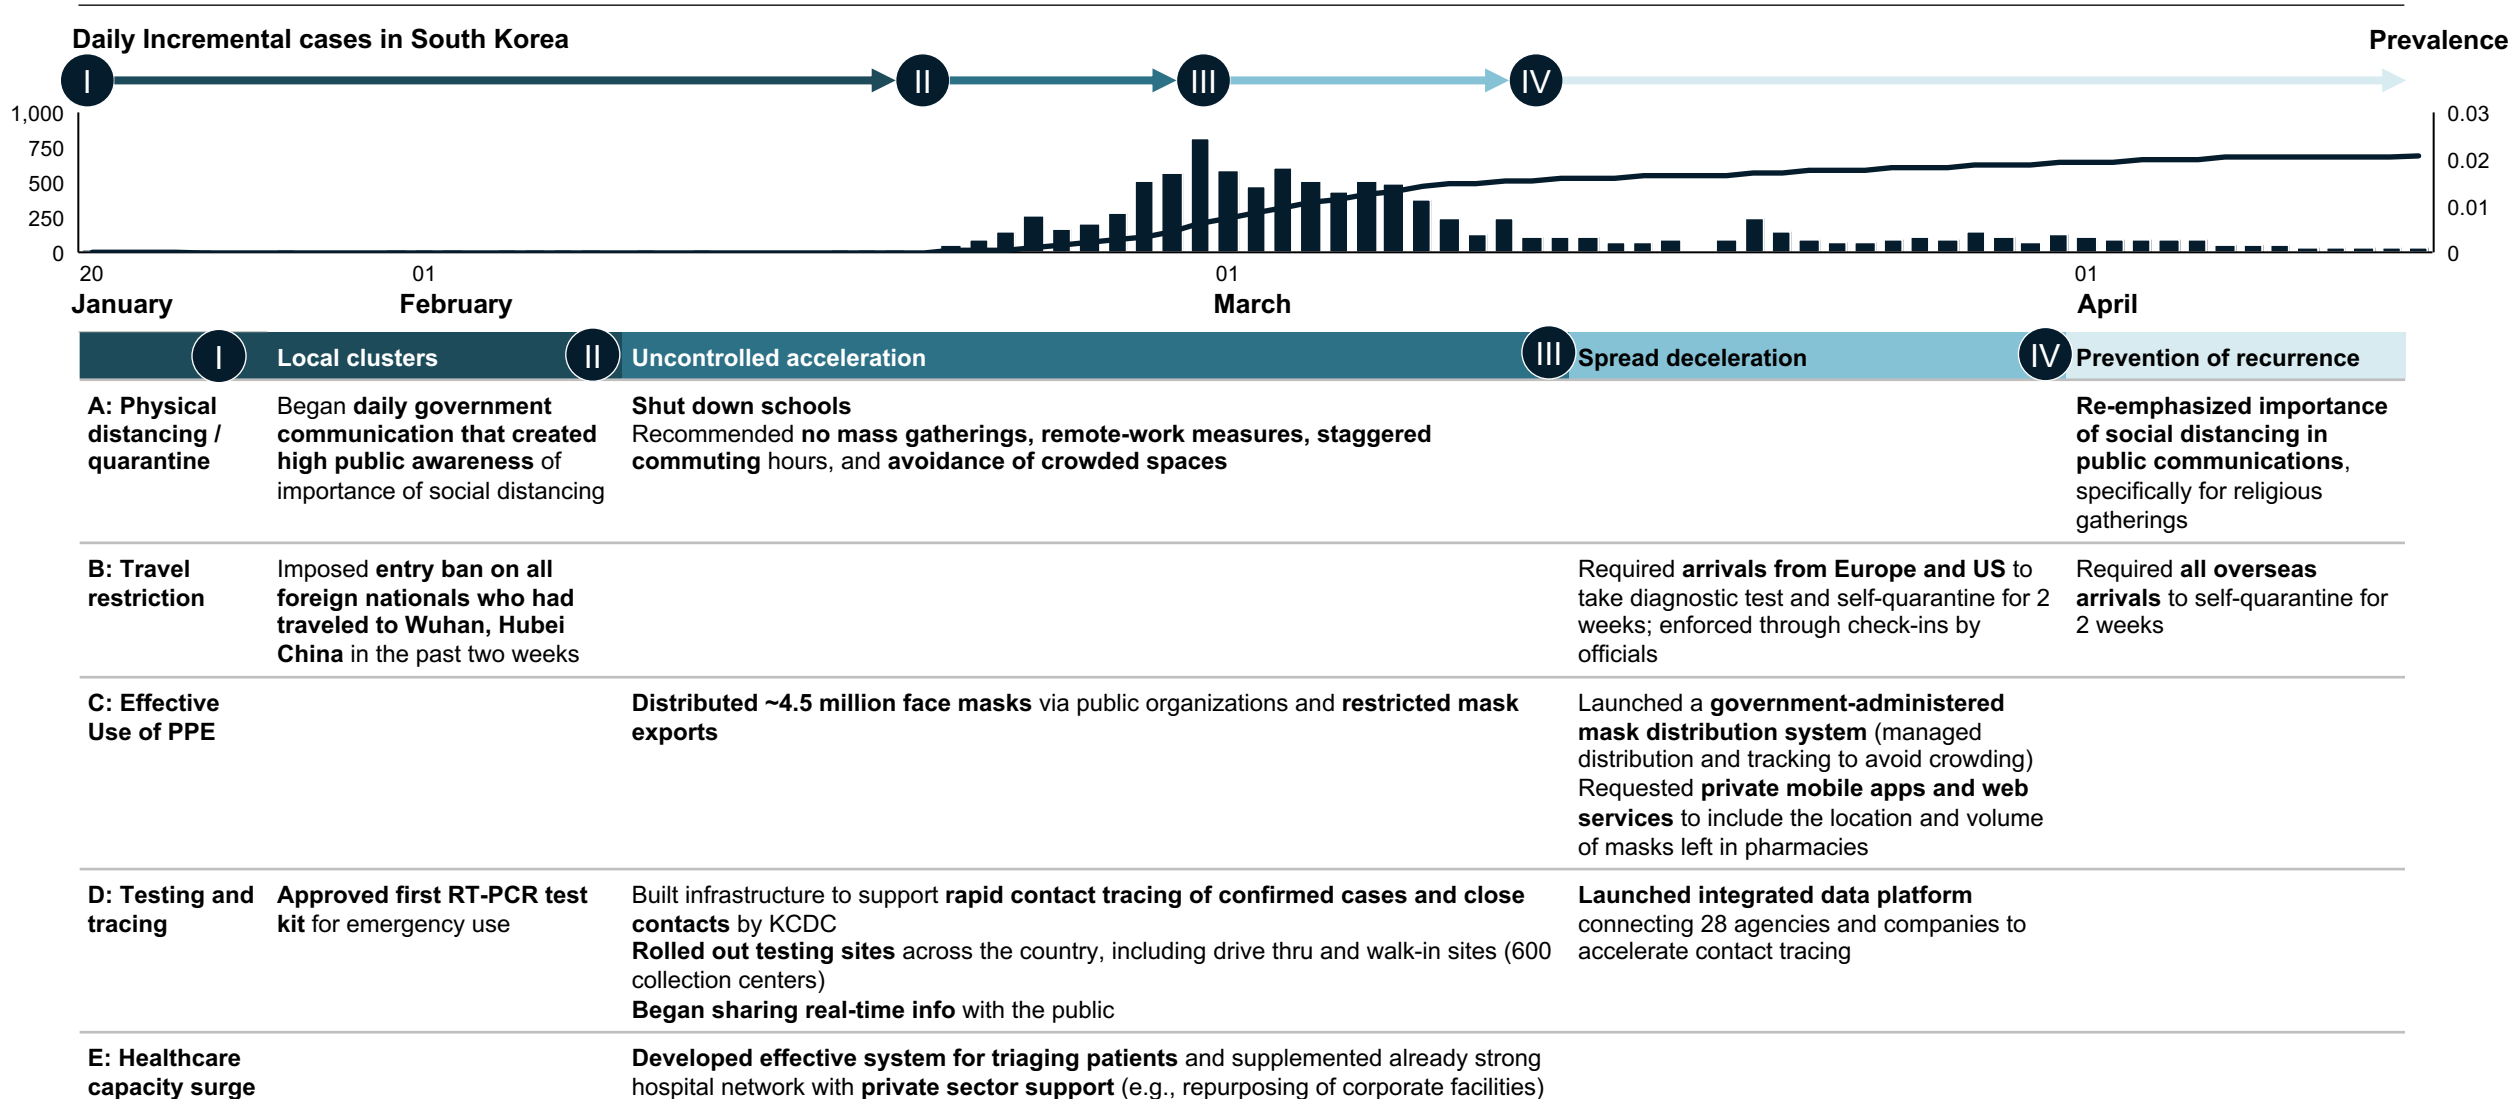 Daily Incremental cases in South Korea
Prevalence
I
II
III
IV
1,000
750
500
250
0
0.03
0.02
0.01
0
20
01
01
01
January
February
March
April
I
Local clusters
II
Uncontrolled acceleration
III
Spread deceleration
IV
Prevention of recurrence
A: Physical
distancing /
quarantine
Began daily government
communication that created
high public awareness of
importance of social distancing
Shut down schools
Recommended no mass gatherings, remote-work measures, staggered
commuting hours, and avoidance of crowded spaces
Re-emphasized importance
of social distancing in
public communications,
specifically for religious
gatherings
B: Travel
restriction
Imposed entry ban on all
foreign nationals who had
traveled to Wuhan, Hubei
China in the past two weeks
Required arrivals from Europe and US to
take diagnostic test and self-quarantine for 2
weeks; enforced through check-ins by
officials
Required all overseas
arrivals to self-quarantine for
2 weeks
C: Effective
Use of PPE
Distributed ~4.5 million face masks via public organizations and restricted mask
exports
Launched a government-administered
mask distribution system (managed
distribution and tracking to avoid crowding)
Requested private mobile apps and web
services to include the location and volume
of masks left in pharmacies
D: Testing and
tracing
Approved first RT-PCR test
kit for emergency use
Built infrastructure to support rapid contact tracing of confirmed cases and close
contacts by KCDC
Rolled out testing sites across the country, including drive thru and walk-in sites (600
collection centers)
Began sharing real-time info with the public
Launched integrated data platform
connecting 28 agencies and companies to
accelerate contact tracing
E: Healthcare
capacity surge
Developed effective system for triaging patients and supplemented already strong
hospital network with private sector support (e.g., repurposing of corporate facilities)